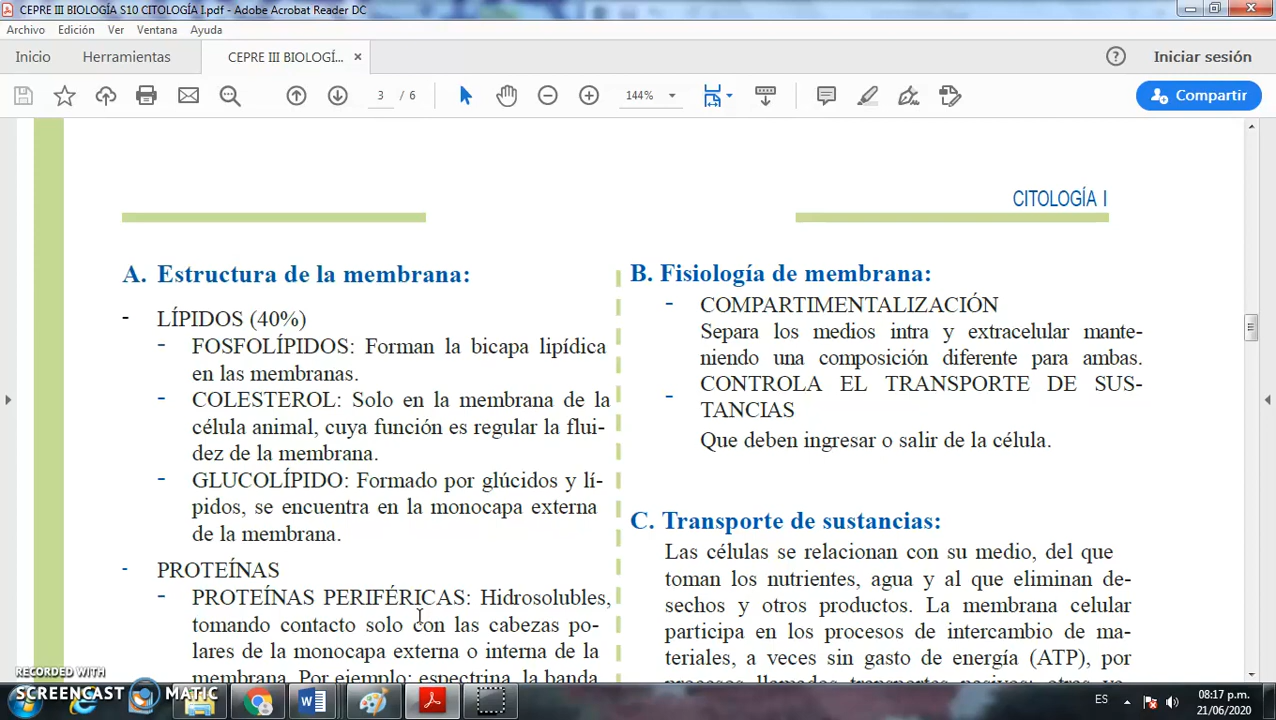 CEPRE III BIOLOGÍA S10 CITOLOGÍA I.pdf - Adobe Acrobat Reader DC
Archivo Edición Ver Ventana Ayuda
Inicio Herramientas CEPRE III BIOLOGÍ... × Iniciar sesión
3 / 6 144% Compartir
CITOLOGÍA I
A. Estructura de la membrana:
- LÍPIDOS (40%)
- FOSFOLÍPIDOS: Forman la bicapa lipídica
en las membranas.
- COLESTEROL: Solo en la membrana de la
célula animal, cuya función es regular la flui-
dez de la membrana.
- GLUCOLÍPIDO: Formado por glúcidos y lí-
pidos, se encuentra en la monocapa externa
de la membrana.
- PROTEÍNAS
- PROTEÍNAS PERIFÉRICAS: Hidrosolubles,
tomando contacto solo con las cabezas po-
lares de la monocapa externa o interna de la
membrana. Por ejemplo: espectrina, la banda
B. Fisiología de membrana:
- COMPARTIMENTALIZACIÓN
Separa los medios intra y extracelular mante-
niendo una composición diferente para ambas.
- CONTROLA EL TRANSPORTE DE SUS-
TANCIAS
Que deben ingresar o salir de la célula.
C. Transporte de sustancias:
Las células se relacionan con su medio, del que
toman los nutrientes, agua y al que eliminan de-
sechos y otros productos. La membrana celular
participa en los procesos de intercambio de ma-
teriales, a veces sin gasto de energía (ATP), por
RECORDED WITH
SCREENCAST MATIC
ES 08:17 p.m.
21/06/2020